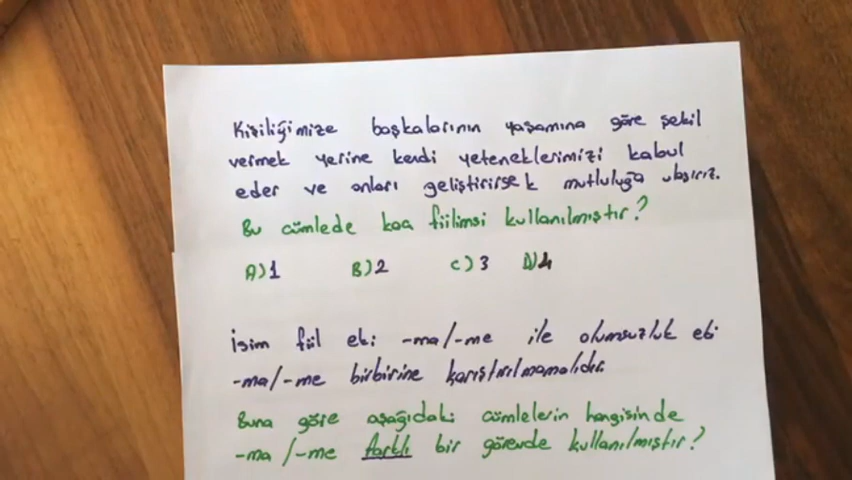 Kişiliğimize başkalarının yaşamına göre şekil
vermek yerine kendi yeteneklerimizi kabul
eder ve onları geliştirirsek mutluluğa ulaşırız.
Bu cümlede kaa fiilimsi kullanılmıştır?
A) 1 B) 2 C) 3 D) 4
İsim fiil eki -ma/-me ile olumsuzluk eki
-ma/-me birbirine karıştırılmamalıdır.
Buna göre aşağıdaki cümlelerin hangisinde
-ma/-me farklı bir görevde kullanılmıştır?